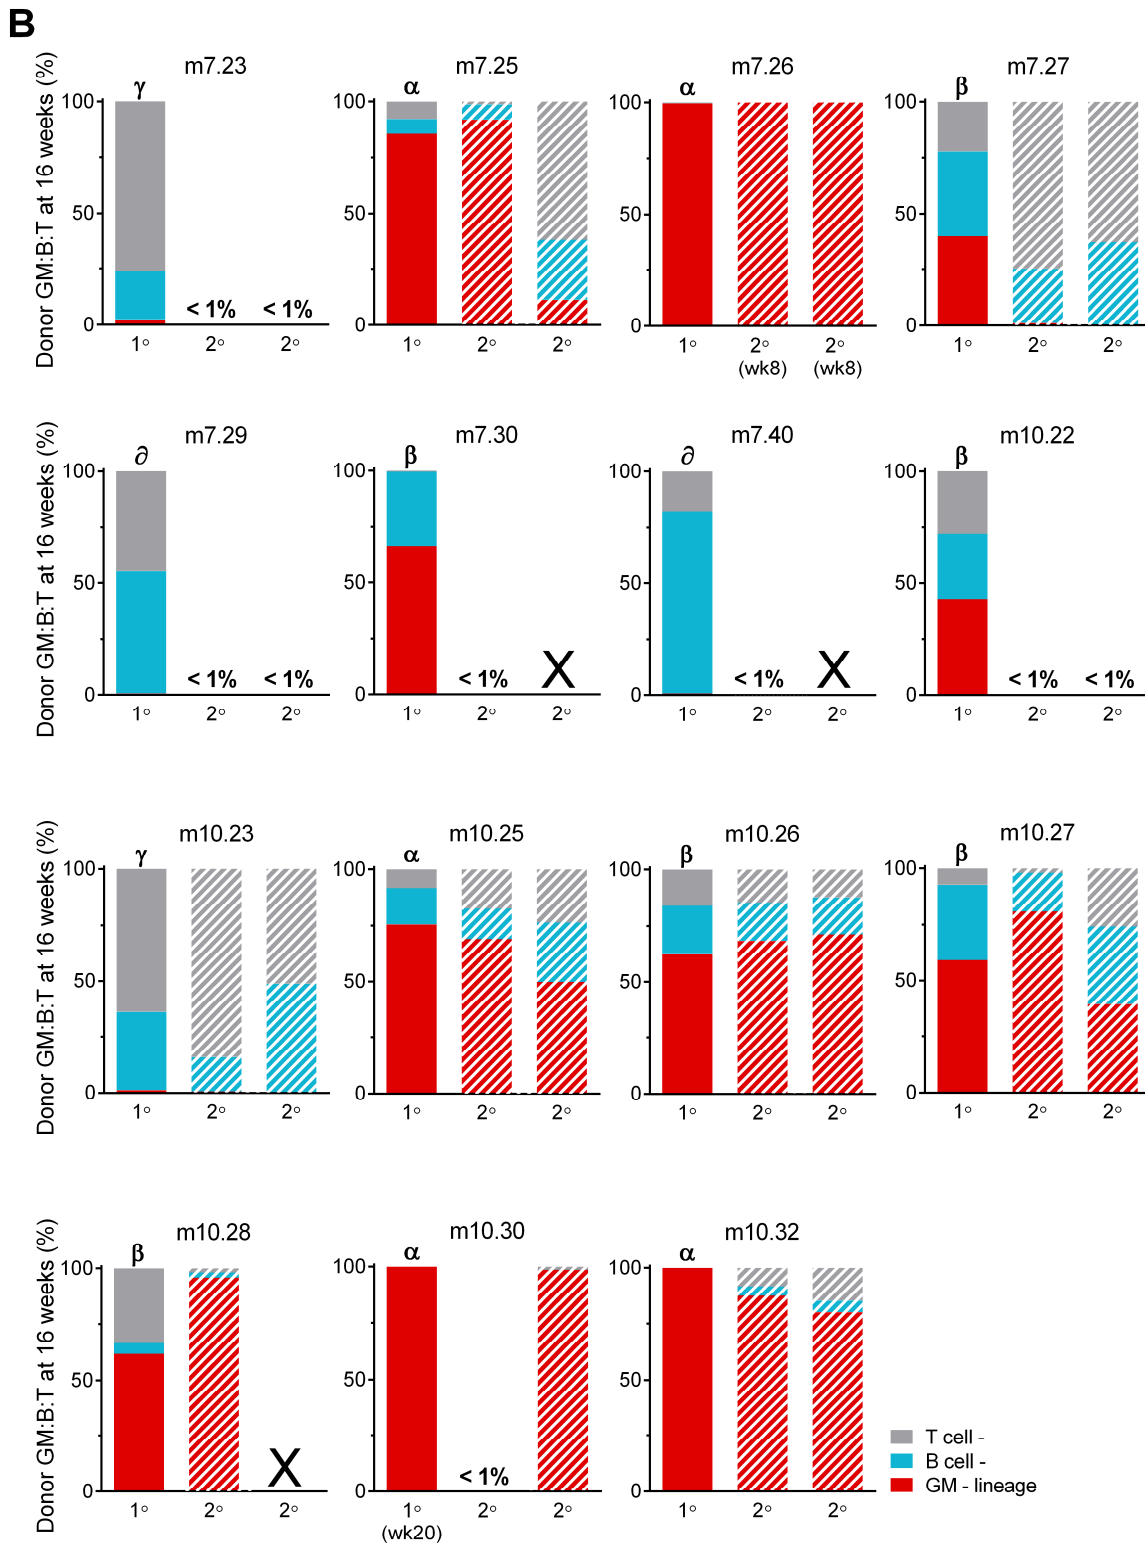 B
Donor GM:B:T at 16 weeks (%)
m7.23
γ
100
50
0
< 1%
< 1%
1° 2° 2°
m7.25
α
100
50
0
1° 2° 2°
m7.26
α
100
50
0
1° 2° 2°
(wk8) (wk8)
m7.27
β
100
50
0
1° 2° 2°
Donor GM:B:T at 16 weeks (%)
m7.29
∂
100
50
0
< 1%
< 1%
1° 2° 2°
m7.30
β
100
50
0
< 1%
X
1° 2° 2°
m7.40
∂
100
50
0
< 1%
X
1° 2° 2°
m10.22
β
100
50
0
< 1%
< 1%
1° 2° 2°
Donor GM:B:T at 16 weeks (%)
m10.23
γ
100
50
0
1° 2° 2°
m10.25
α
100
50
0
1° 2° 2°
m10.26
β
100
50
0
1° 2° 2°
m10.27
β
100
50
0
1° 2° 2°
Donor GM:B:T at 16 weeks (%)
m10.28
β
100
50
0
X
1° 2° 2°
m10.30
α
100
50
0
< 1%
1° 2° 2°
(wk20)
m10.32
α
100
50
0
1° 2° 2°
T cell -
B cell -
GM - lineage